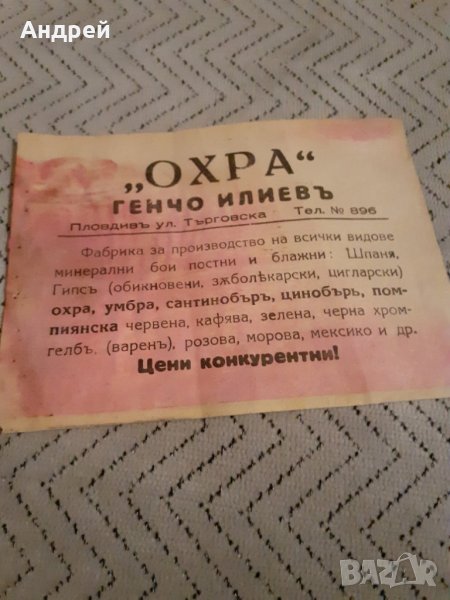 Андрей
„ОХРА“
ГЕНЧО ИЛИЕВЪ
Пловдивъ ул. Търговска Тел. № 896
Фабрика за производство на всички видове
минерални бои постни и блажни: Шпаня,
Гипсъ (обикновени, зѫболѣкарски, цигларски)
охра, умбра, сантинобъръ, цинобъръ, пом-
пиянска червена, кафява, зелена, черна хром-
гелбъ, (варенъ), розова, морова, мексико и др.
Цени конкурентни!
BAZAR